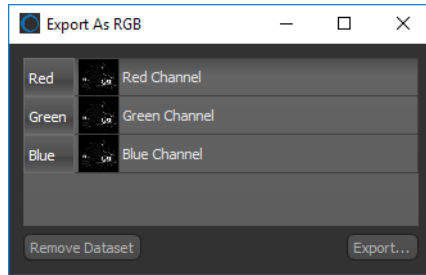 Export As RGB
Red Red Channel
Green Green Channel
Blue Blue Channel
Remove Dataset Export...